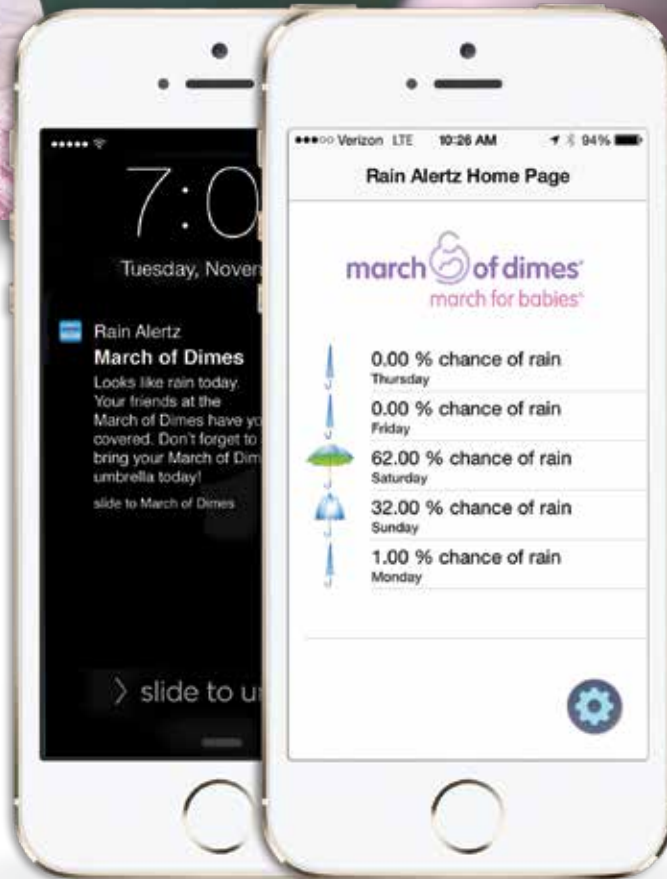 7:0
Tuesday,
Rain Alertz
March of Dimes
Looks like rain today.
Your friends at the
March of Dimes have
covered. Don't forget to
bring your March of
umbrella today!
slide to March of Dimes
slide to
Verizon LTE 10:26 AM 94%
Rain Alertz Home Page
march of dimes®
march for babies®
0.00 % chance of rain
Thursday
0.00 % chance of rain
Friday
62.00 % chance of rain
Saturday
32.00 % chance of rain
Sunday
1.00 % chance of rain
Monday